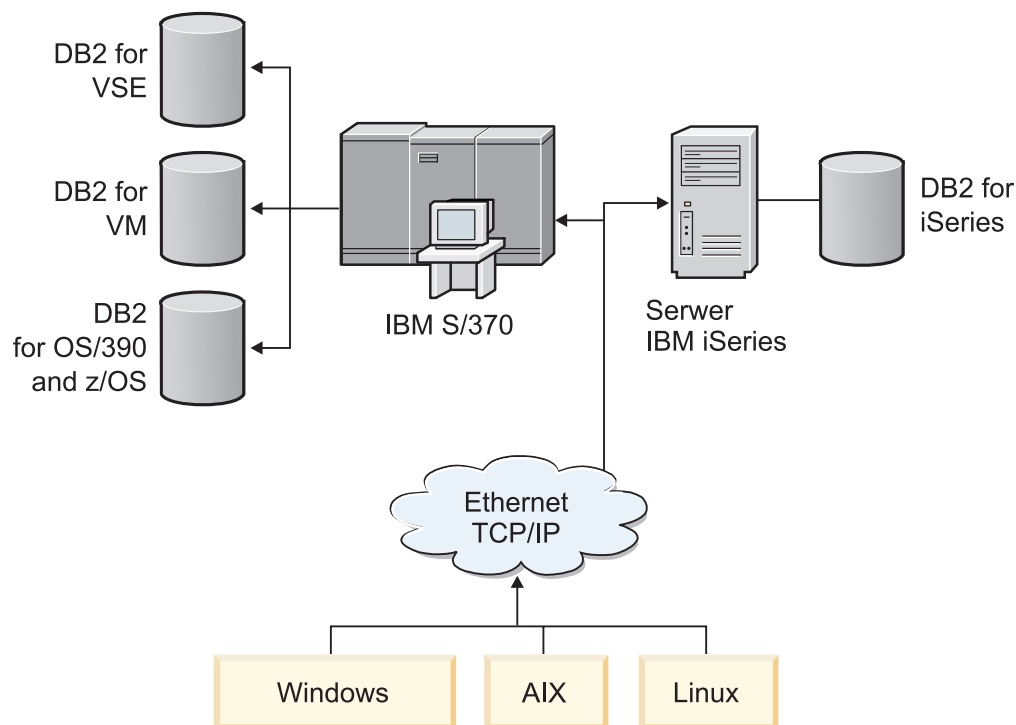 DB2 for
VSE
DB2 for
VM
DB2
for OS/390
and z/OS
IBM S/370
Serwer
IBM iSeries
DB2 for
iSeries
Ethernet
TCP/IP
Windows
AIX
Linux